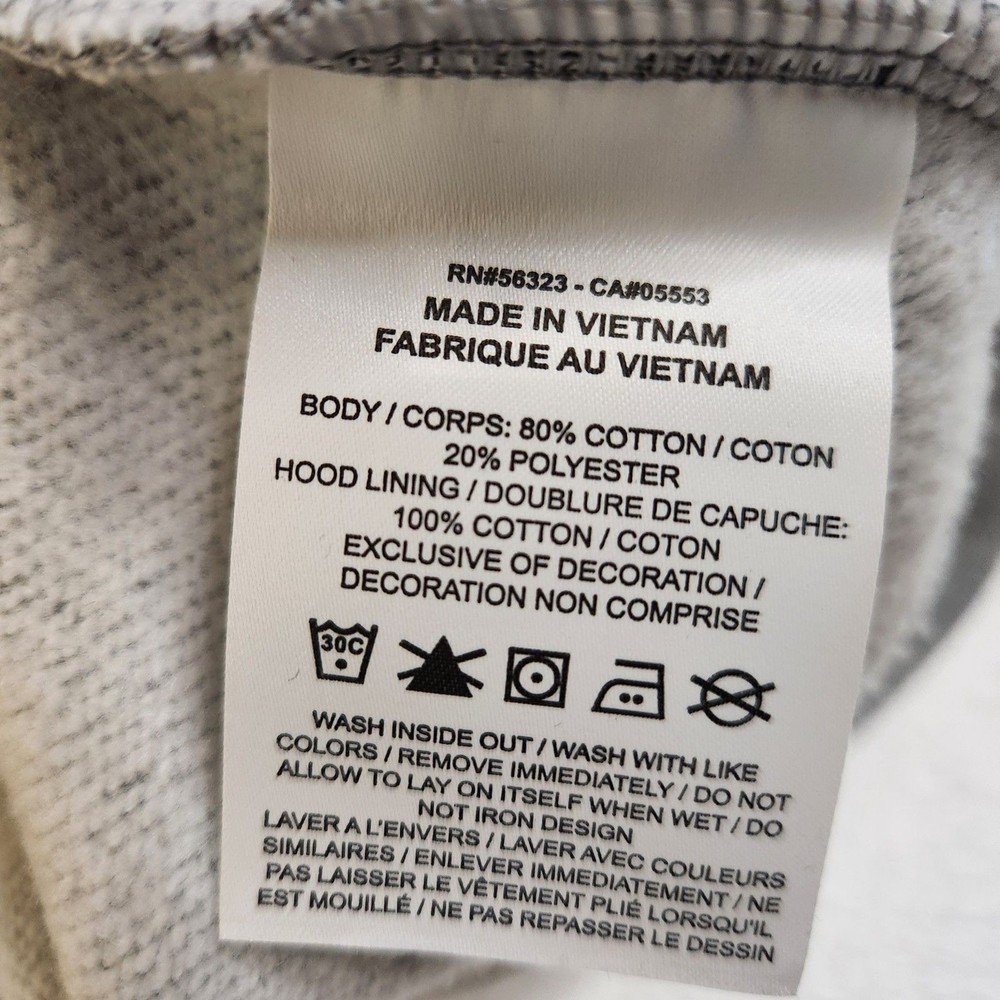 RN#56323 - CA#05553
MADE IN VIETNAM
FABRIQUE AU VIETNAM
BODY / CORPS: 80% COTTON / COTON
20% POLYESTER
HOOD LINING / DOUBLURE DE CAPUCHE:
100% COTTON / COTON
EXCLUSIVE OF DECORATION /
DECORATION NON COMPRISE
30C
WASH INSIDE OUT / WASH WITH LIKE
COLORS / REMOVE IMMEDIATELY / DO NOT
ALLOW TO LAY ON ITSELF WHEN WET / DO
NOT IRON DESIGN
LAVER A L'ENVERS / LAVER AVEC COULEURS
SIMILAIRES / ENLEVER IMMEDIATEMENT / NE
PAS LAISSER LE VÊTEMENT PLIÉ LORSQU'IL
EST MOUILLÉ / NE PAS REPASSER LE DESSIN